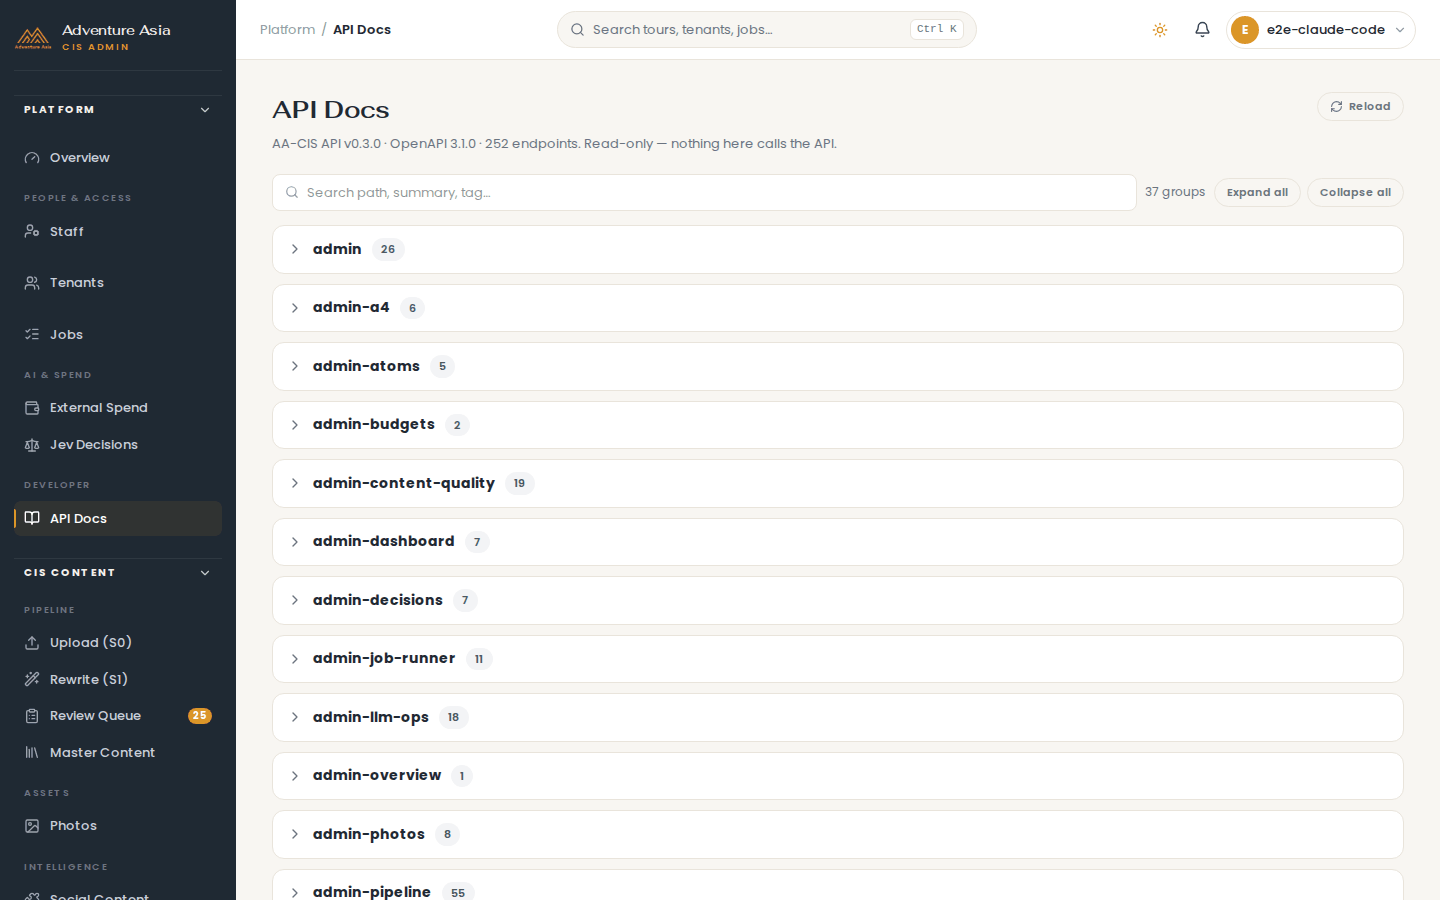 Adventure Asia
Adventure Asia
CIS ADMIN
PLATFORM
Overview
PEOPLE & ACCESS
Staff
Tenants
Jobs
AI & SPEND
External Spend
Jev Decisions
DEVELOPER
API Docs
CIS CONTENT
PIPELINE
Upload (S0)
Rewrite (S1)
Review Queue 25
Master Content
ASSETS
Photos
INTELLIGENCE
Social Content
Platform / API Docs
Search tours, tenants, jobs... Ctrl K
E e2e-claude-code
API Docs
Reload
AA-CIS API v0.3.0 · OpenAPI 3.1.0 · 252 endpoints. Read-only — nothing here calls the API.
Search path, summary, tag...
37 groups Expand all Collapse all
admin 26
admin-a4 6
admin-atoms 5
admin-budgets 2
admin-content-quality 19
admin-dashboard 7
admin-decisions 7
admin-job-runner 11
admin-llm-ops 18
admin-overview 1
admin-photos 8
admin-pipeline 55